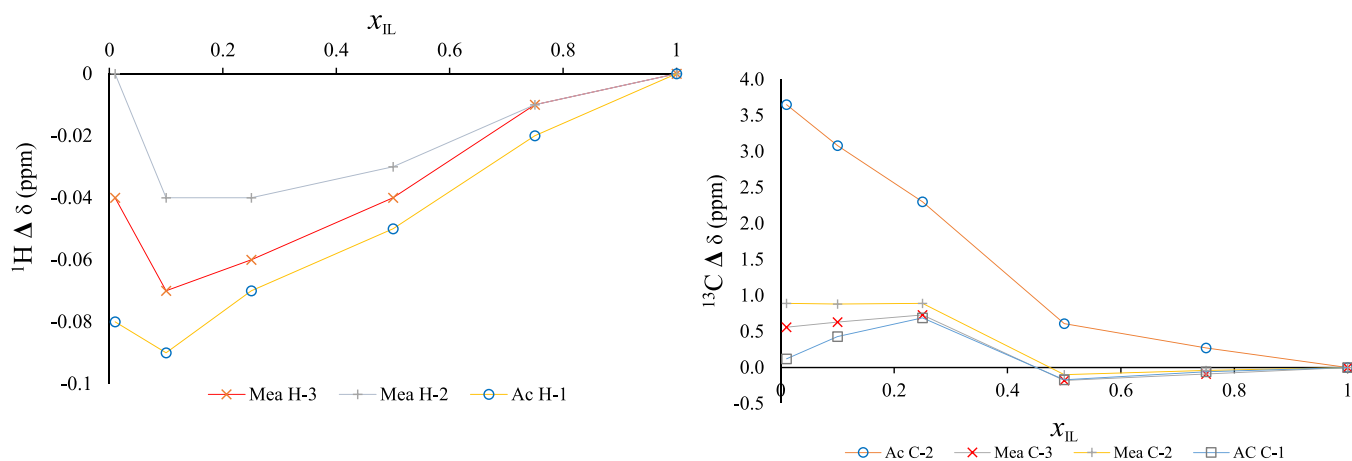 x_IL
0 0.2 0.4 0.6 0.8 1
0
-0.02
-0.04
-0.06
-0.08
-0.1
¹H Δ δ (ppm)
Mea H-3 Mea H-2 Ac H-1
4.0
3.5
3.0
2.5
2.0
1.5
1.0
0.5
0.0
-0.5
¹³C Δ δ (ppm)
0 0.2 0.4 0.6 0.8 1
x_IL
Ac C-2 Mea C-3 Mea C-2 AC C-1